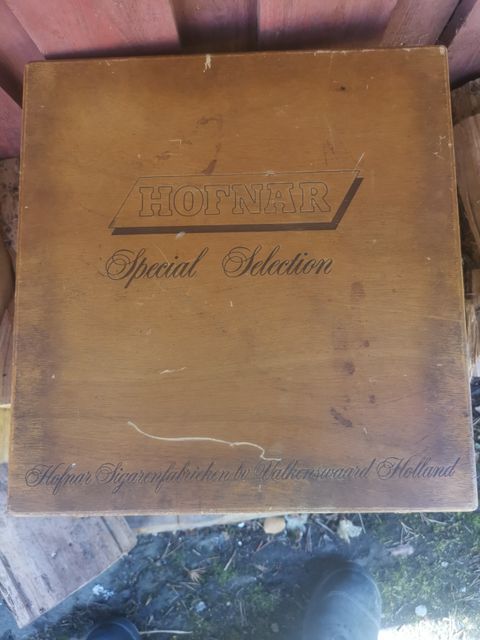 HOFNAR
Special Selection
Hofnar Sigarenfabrieken bv Valkenswaard Holland